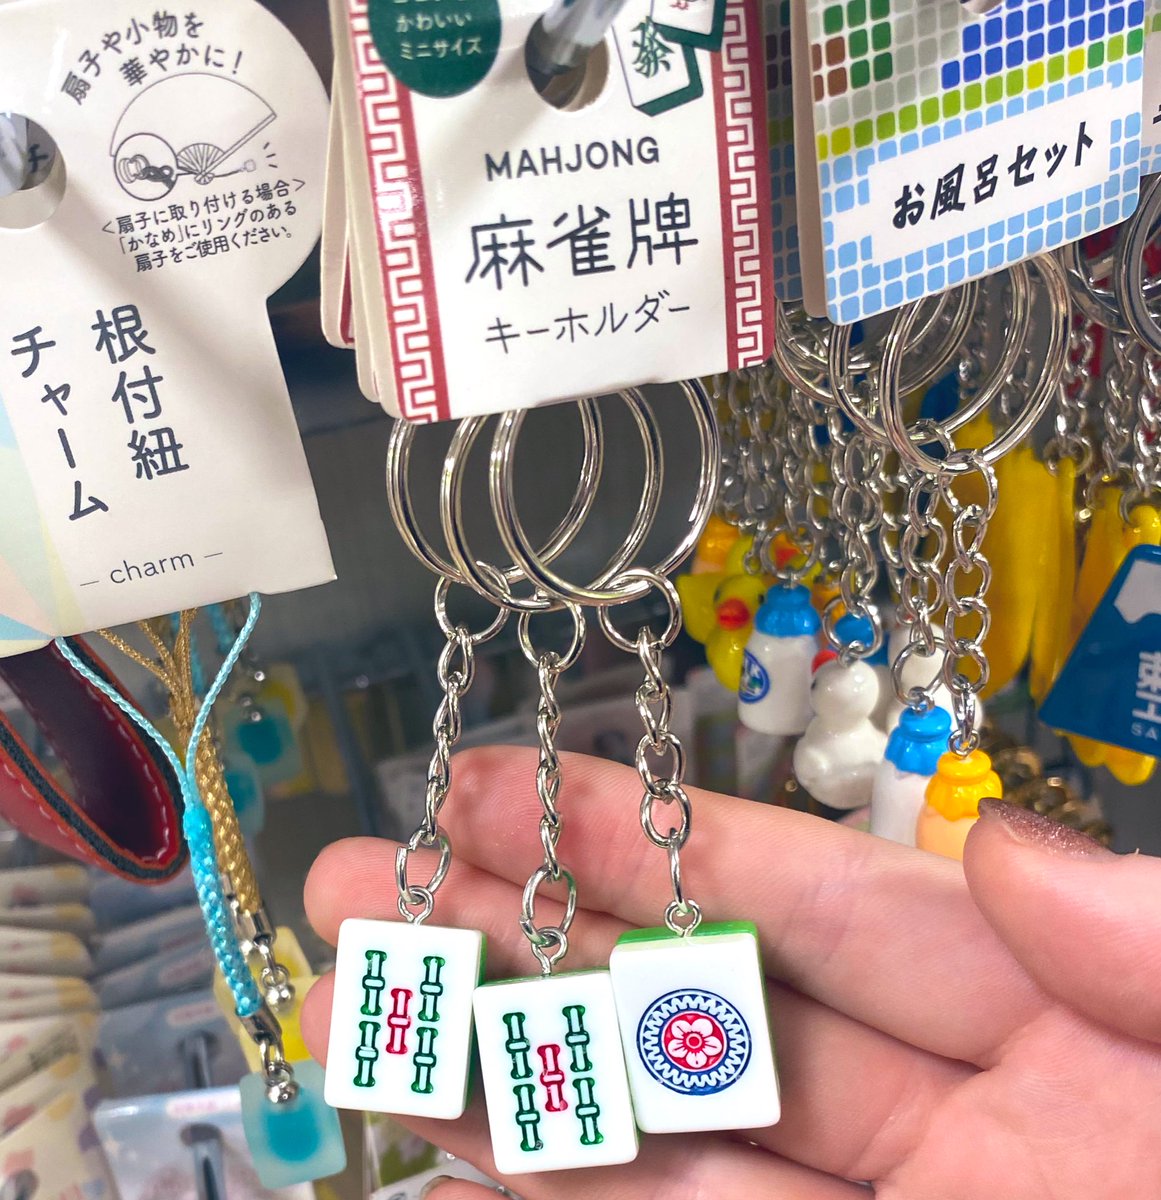 扇子や小物を
華やかに!
<扇子に取り付ける場合>
「かなめ」にリングのある
扇子をご使用ください。
根付紐
チャーム
charm
かわいい
ミニサイズ
發
MAHJONG
麻雀牌
キーホルダー
お風呂セット